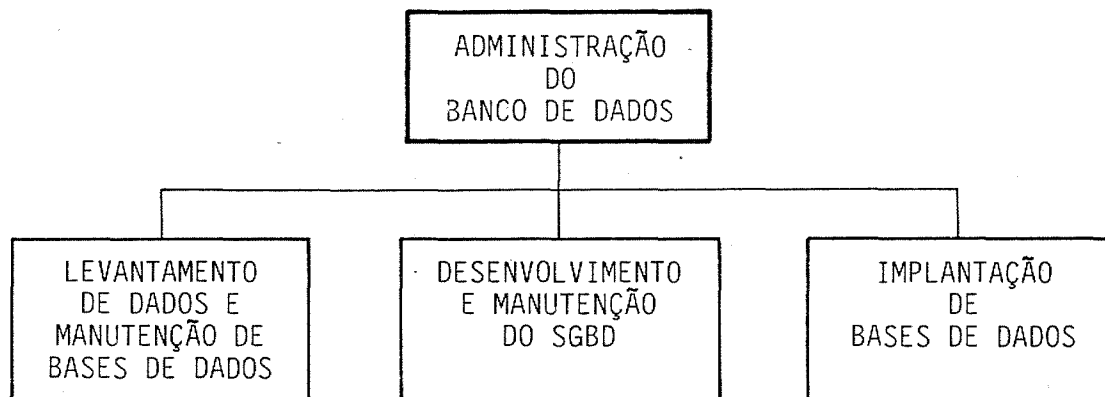 ADMINISTRAÇÃO
DO
BANCO DE DADOS
LEVANTAMENTO
DE DADOS E
MANUTENÇÃO DE
BASES DE DADOS
DESENVOLVIMENTO
E MANUTENÇÃO
DO SGBD
IMPLANTAÇÃO
DE
BASES DE DADOS